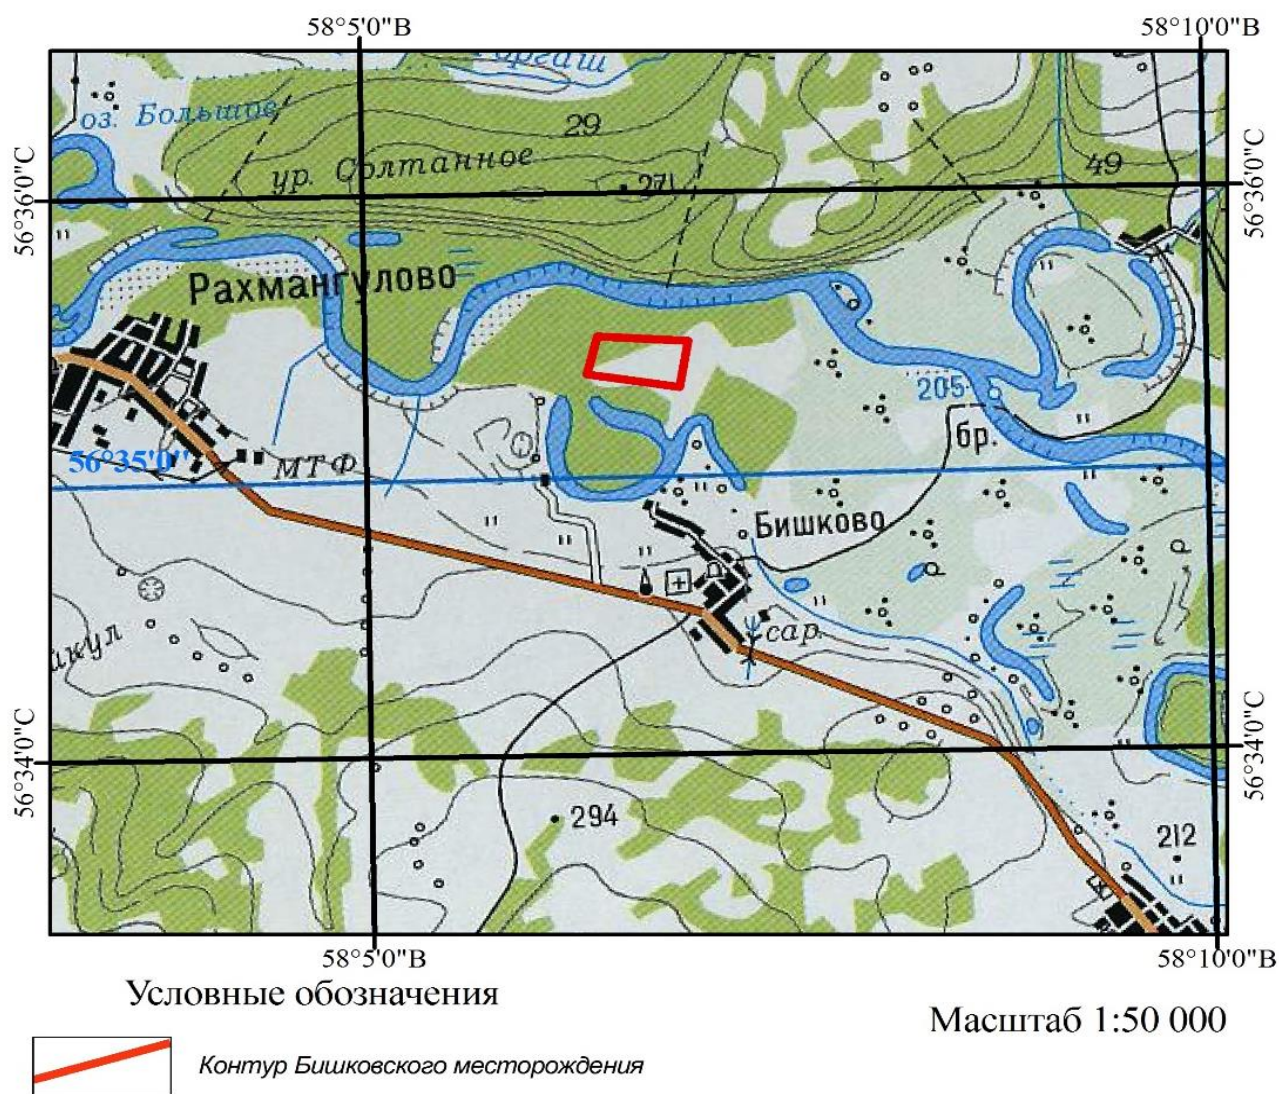 58°5'0"В
58°10'0"В
оз. Большое
29
ур. Солтанное
271
49
56°36'0"С
56°36'0"С
Рахмангулово
205
бр.
56°35'0"
МТФ
Бишково
сар.
56°34'0"С
56°34'0"С
294
212
58°5'0"В
58°10'0"В
Условные обозначения
Масштаб 1:50 000
Контур Бишковского месторождения